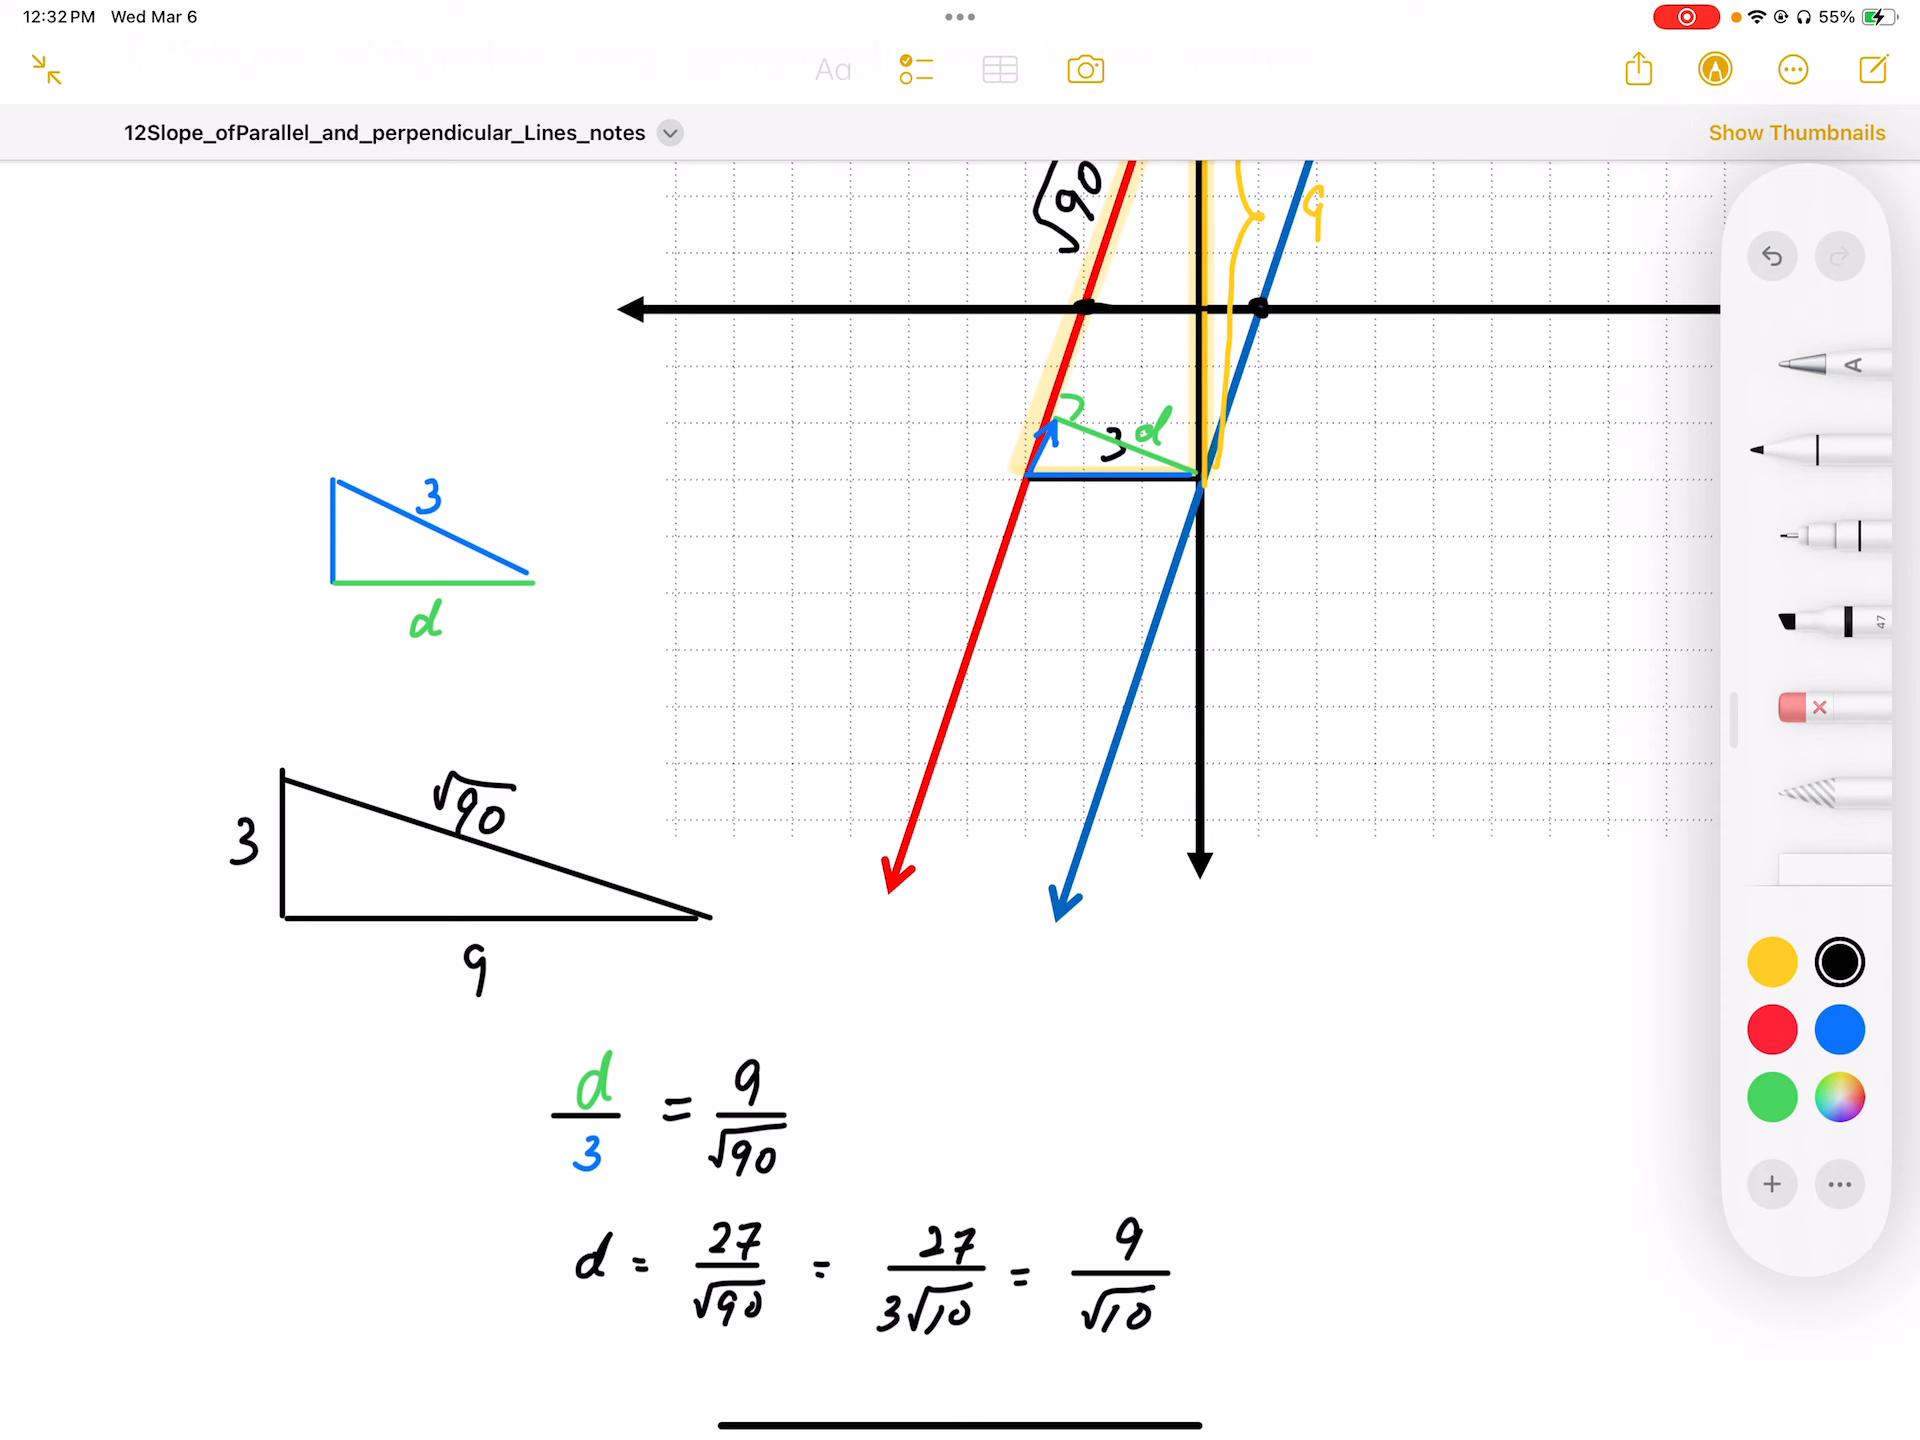 12:32 PM Wed Mar 6
55%
Aa
12Slope_ofParallel_and_perpendicular_Lines_notes
Show Thumbnails
√90
9
3 d
3
d
√90
3
9
d/3 = 9/√90
d = 27/√90 = 27/3√10 = 9/√10
A
47